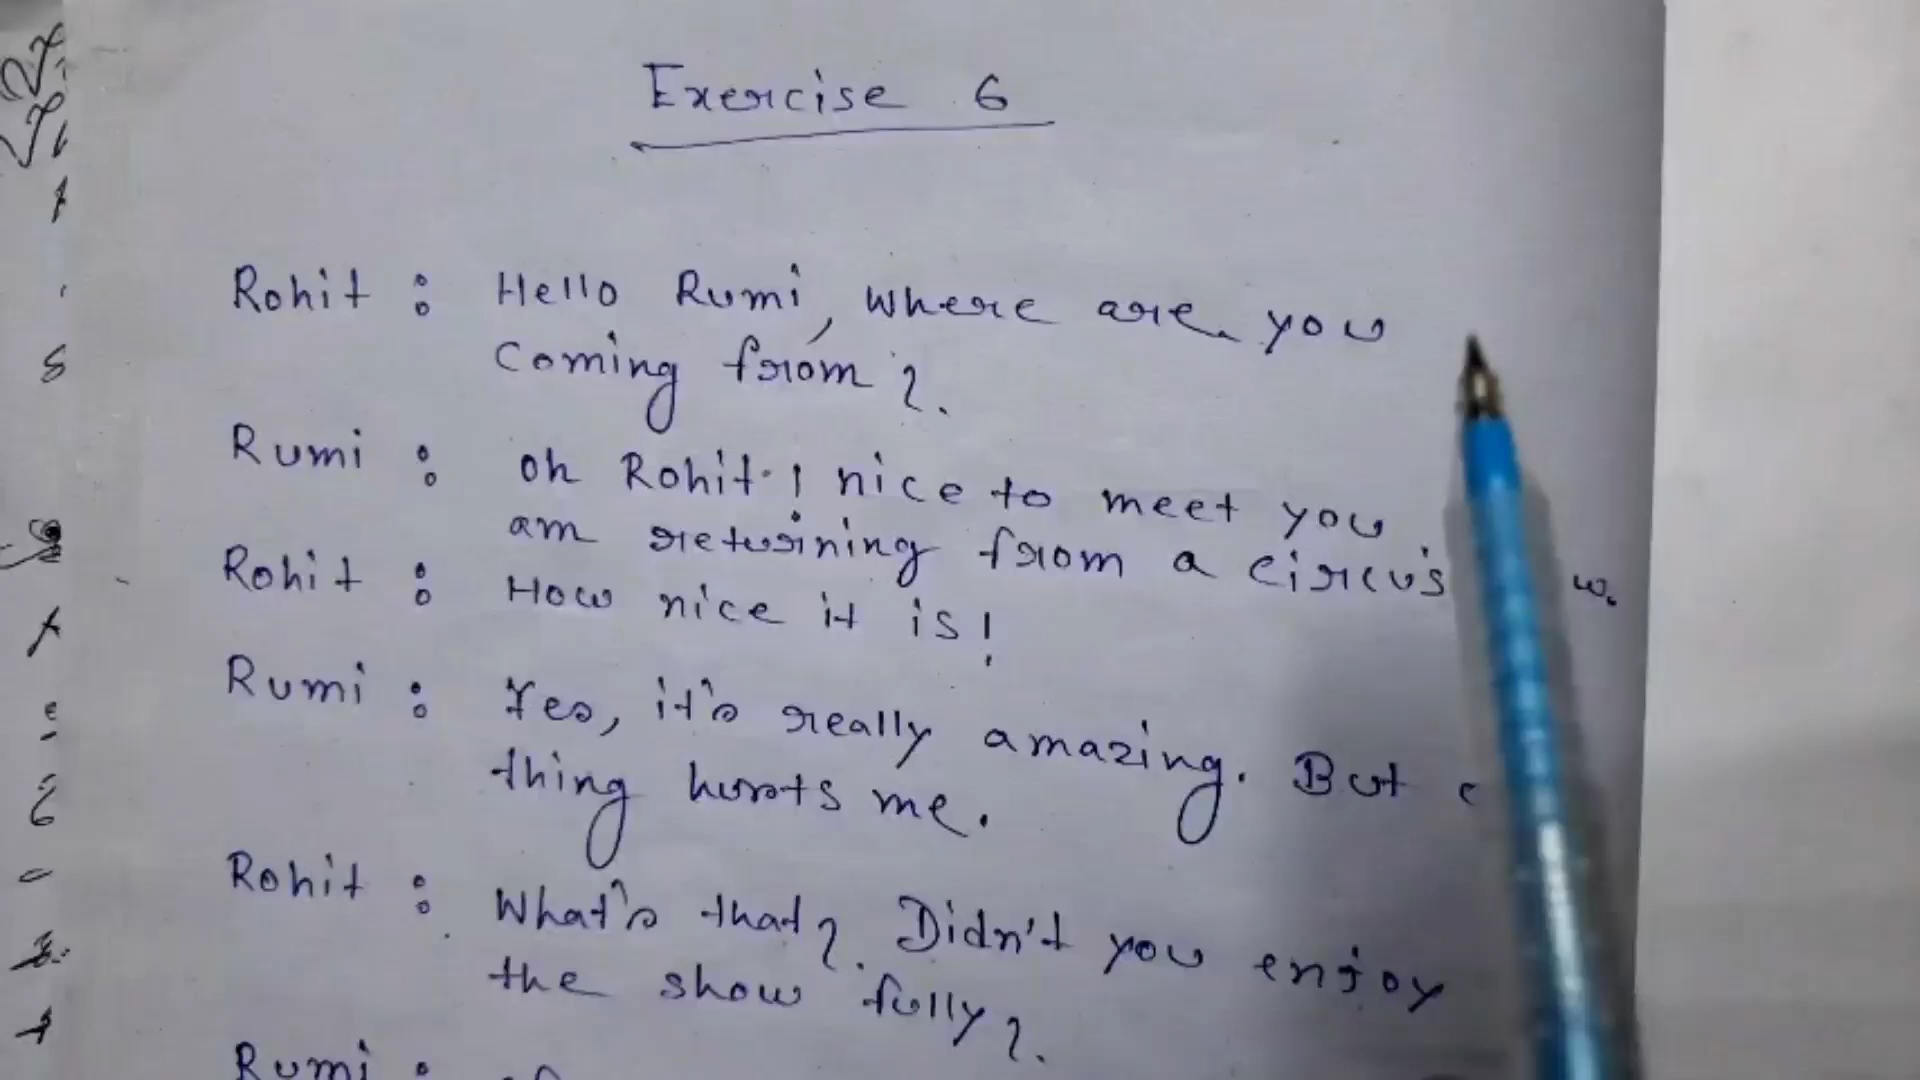 Exercise 6
Rohit : Hello Rumi, where are you
coming from?
Rumi : oh Rohit! nice to meet you
am returning from a circus
Rohit : How nice it is!
Rumi : Yes, it's really amazing. But
thing hurts me.
Rohit : What's that? Didn't you enjoy
the show fully?
Rumi :